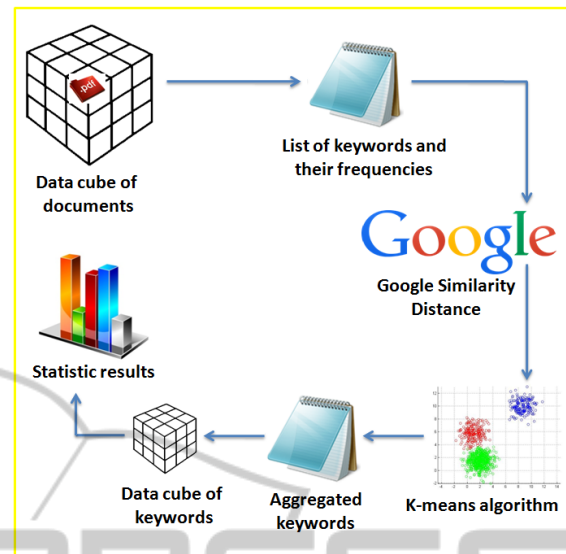 .pdf
Data cube of
documents
List of keywords and
their frequencies
Google
Google Similarity
Distance
Statistic results
Data cube of
keywords
Aggregated
keywords
K-means algorithm